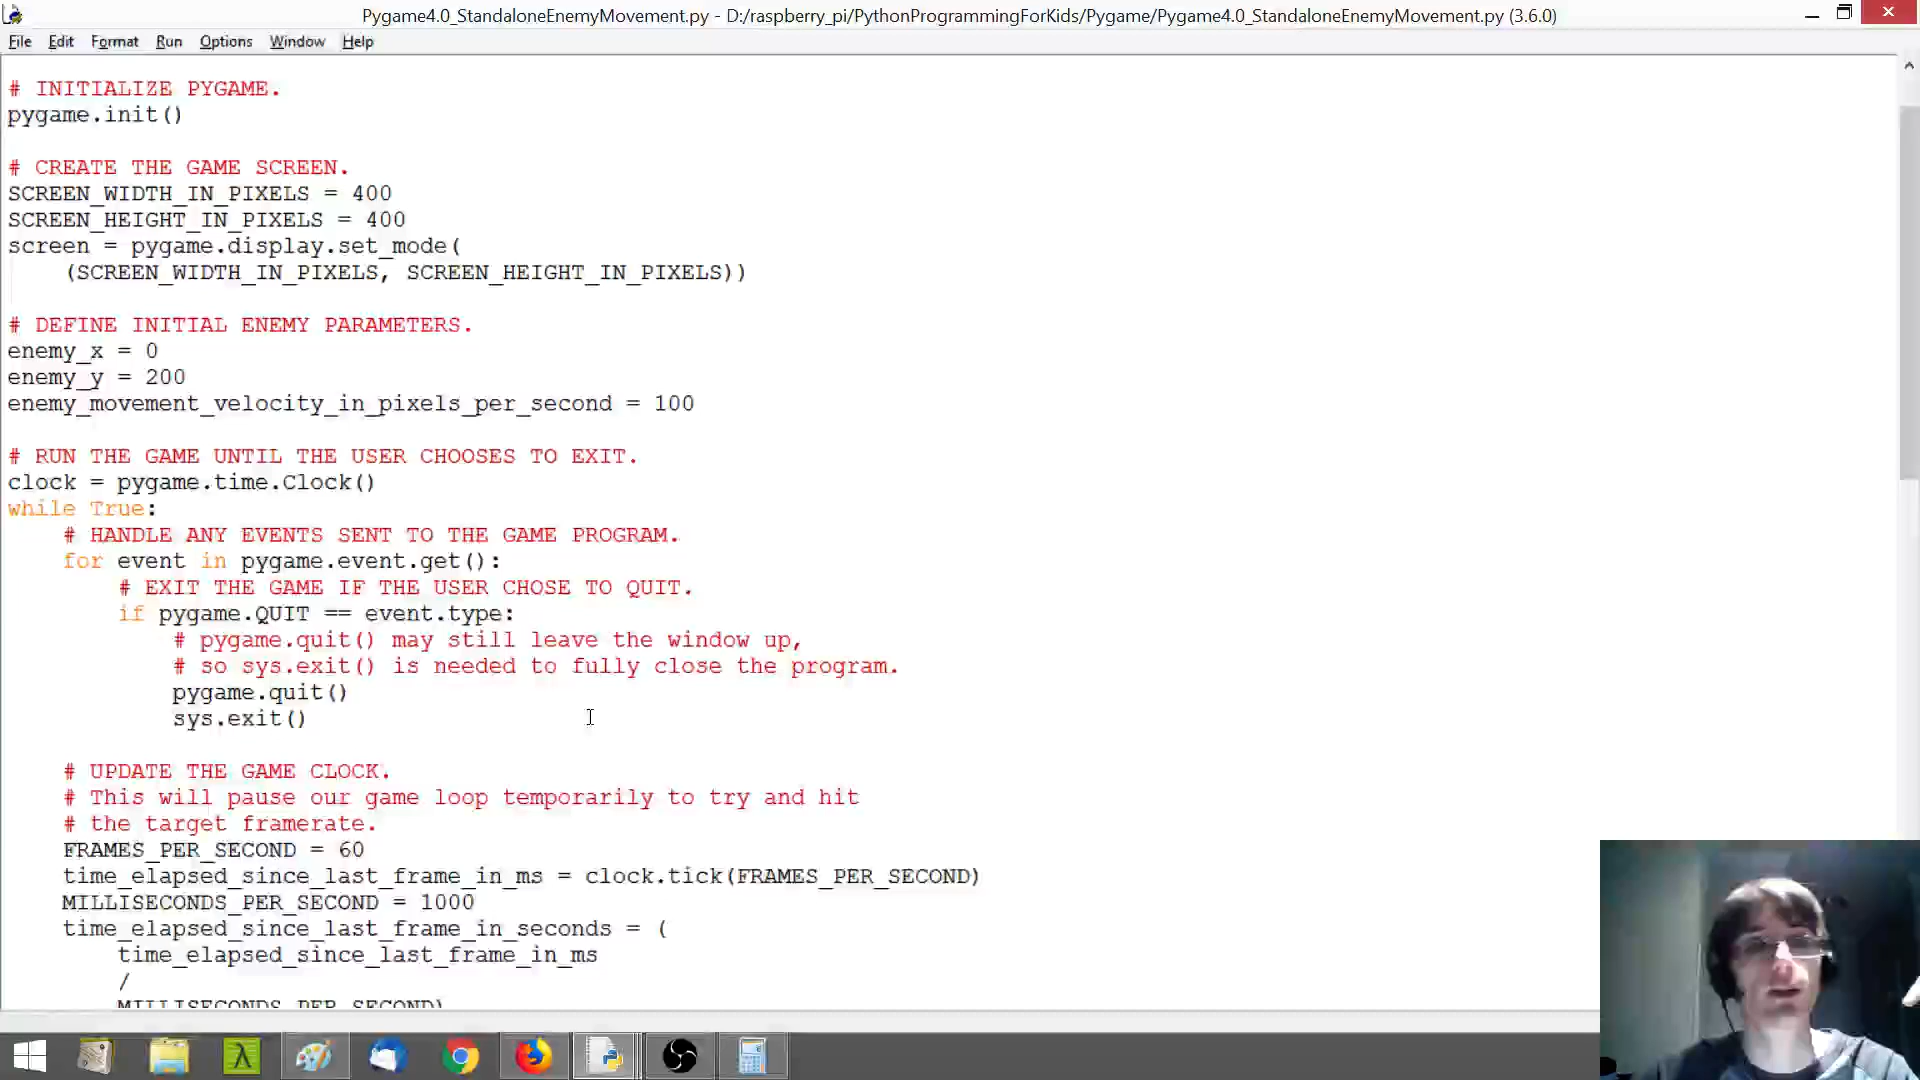 Pygame4.0_StandaloneEnemyMovement.py - D:/raspberry_pi/PythonProgrammingForKids/Pygame/Pygame4.0_StandaloneEnemyMovement.py (3.6.0)
File Edit Format Run Options Window Help
# INITIALIZE PYGAME.
pygame.init()
# CREATE THE GAME SCREEN.
SCREEN_WIDTH_IN_PIXELS = 400
SCREEN_HEIGHT_IN_PIXELS = 400
screen = pygame.display.set_mode(
(SCREEN_WIDTH_IN_PIXELS, SCREEN_HEIGHT_IN_PIXELS))
# DEFINE INITIAL ENEMY PARAMETERS.
enemy_x = 0
enemy_y = 200
enemy_movement_velocity_in_pixels_per_second = 100
# RUN THE GAME UNTIL THE USER CHOOSES TO EXIT.
clock = pygame.time.Clock()
while True:
# HANDLE ANY EVENTS SENT TO THE GAME PROGRAM.
for event in pygame.event.get():
# EXIT THE GAME IF THE USER CHOSE TO QUIT.
if pygame.QUIT == event.type:
# pygame.quit() may still leave the window up,
# so sys.exit() is needed to fully close the program.
pygame.quit()
sys.exit()
# UPDATE THE GAME CLOCK.
# This will pause our game loop temporarily to try and hit
# the target framerate.
FRAMES_PER_SECOND = 60
time_elapsed_since_last_frame_in_ms = clock.tick(FRAMES_PER_SECOND)
MILLISECONDS_PER_SECOND = 1000
time_elapsed_since_last_frame_in_seconds = (
time_elapsed_since_last_frame_in_ms
/
MILLISECONDS_PER_SECOND)